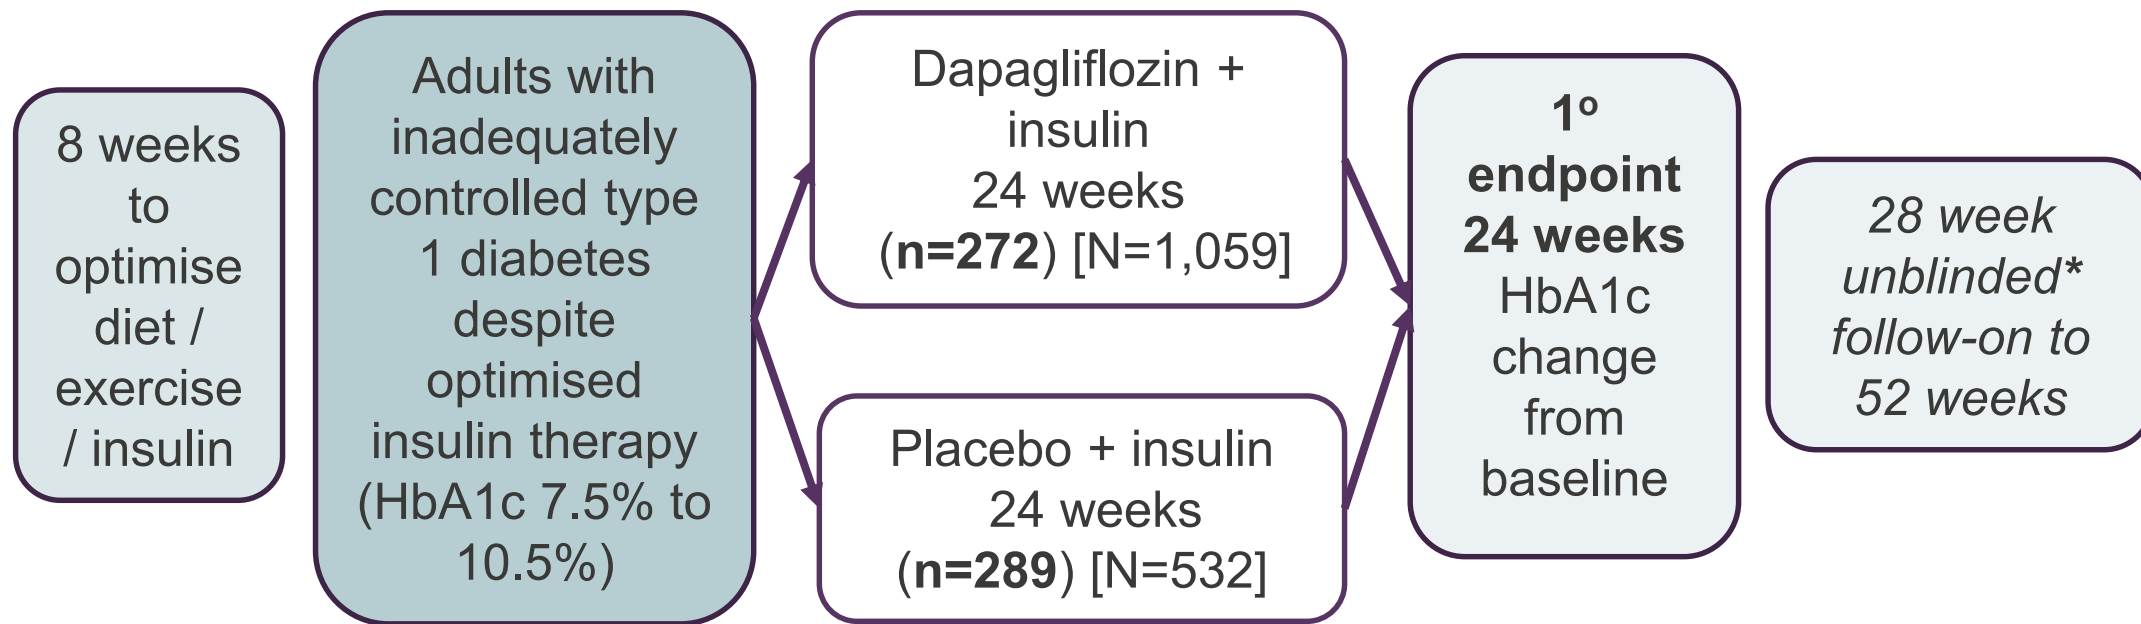 8 weeks
to
optimise
diet /
exercise
/ insulin
Adults with
inadequately
controlled type
1 diabetes
despite
optimised
insulin therapy
(HbA1c 7.5% to
10.5%)
Dapagliflozin +
insulin
24 weeks
(n=272) [N=1,059]
Placebo + insulin
24 weeks
(n=289) [N=532]
1º
endpoint
24 weeks
HbA1c
change
from
baseline
28 week
unblinded*
follow-on to
52 weeks